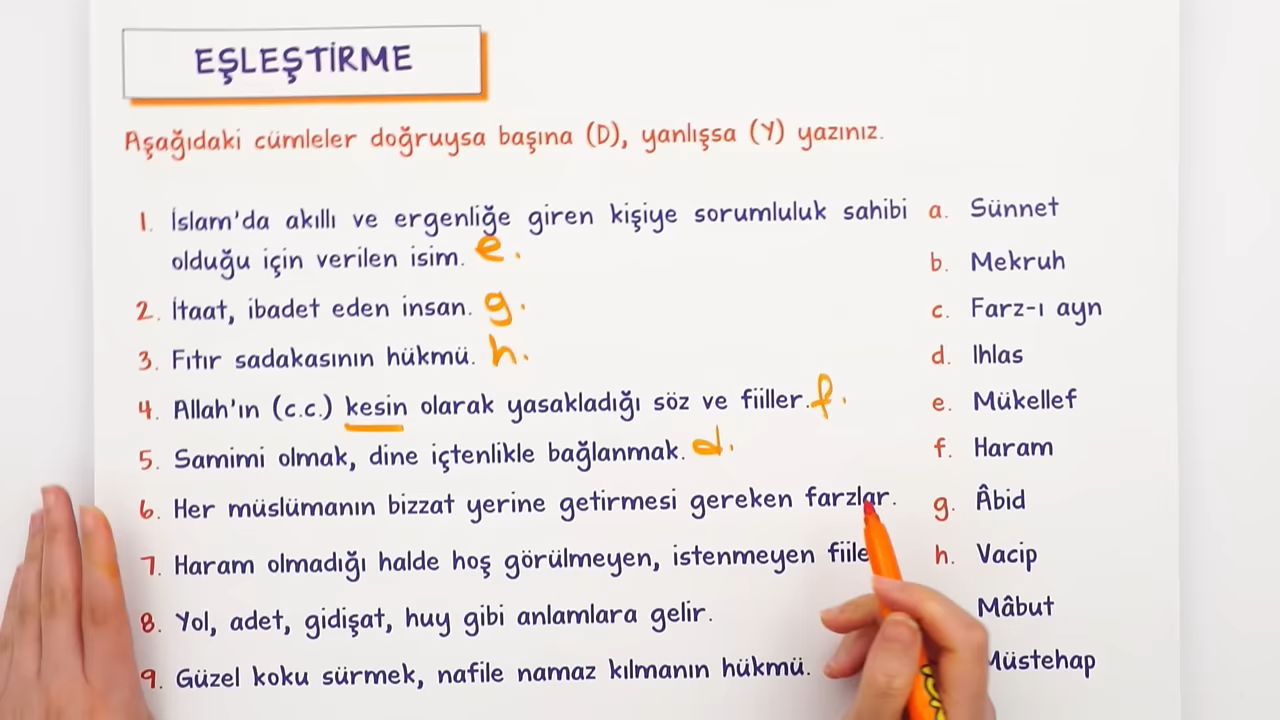 EŞLEŞTİRME
Aşağıdaki cümleler doğruysa başına (D), yanlışsa (Y) yazınız.
1. İslam'da akıllı ve ergenliğe giren kişiye sorumluluk sahibi
olduğu için verilen isim. e.
2. İtaat, ibadet eden insan. g.
3. Fıtır sadakasının hükmü. h.
4. Allah'ın (c.c.) kesin olarak yasakladığı söz ve fiiller. f.
5. Samimi olmak, dine içtenlikle bağlanmak. d.
6. Her müslümanın bizzat yerine getirmesi gereken farzlar.
7. Haram olmadığı halde hoş görülmeyen, istenmeyen
8. Yol, adet, gidişat, huy gibi anlamlara gelir.
9. Güzel koku sürmek, nafile namaz kılmanın hükmü.
a. Sünnet
b. Mekruh
c. Farz-ı ayn
d. Ihlas
e. Mükellef
f. Haram
g. Âbid
h. Vacip
Mâbut
Müstehap